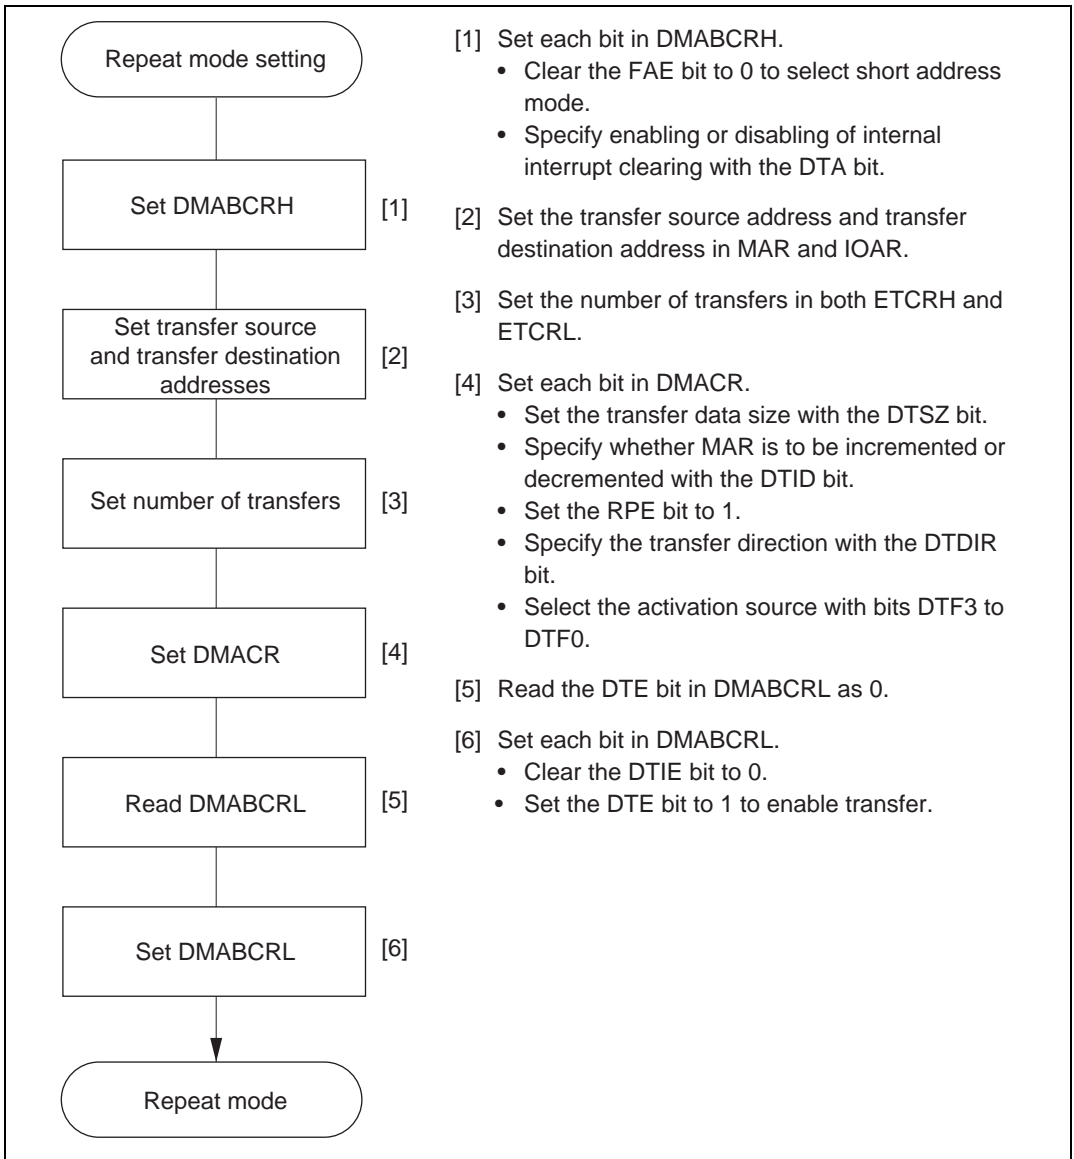 Repeat mode setting
Set DMABCRH
[1]
Set transfer source
and transfer destination
addresses
[2]
Set number of transfers
[3]
Set DMACR
[4]
Read DMABCRL
[5]
Set DMABCRL
[6]
Repeat mode
[1] Set each bit in DMABCRH.
• Clear the FAE bit to 0 to select short address
mode.
• Specify enabling or disabling of internal
interrupt clearing with the DTA bit.
[2] Set the transfer source address and transfer
destination address in MAR and IOAR.
[3] Set the number of transfers in both ETCRH and
ETCRL.
[4] Set each bit in DMACR.
• Set the transfer data size with the DTSZ bit.
• Specify whether MAR is to be incremented or
decremented with the DTID bit.
• Set the RPE bit to 1.
• Specify the transfer direction with the DTDIR
bit.
• Select the activation source with bits DTF3 to
DTF0.
[5] Read the DTE bit in DMABCRL as 0.
[6] Set each bit in DMABCRL.
• Clear the DTIE bit to 0.
• Set the DTE bit to 1 to enable transfer.